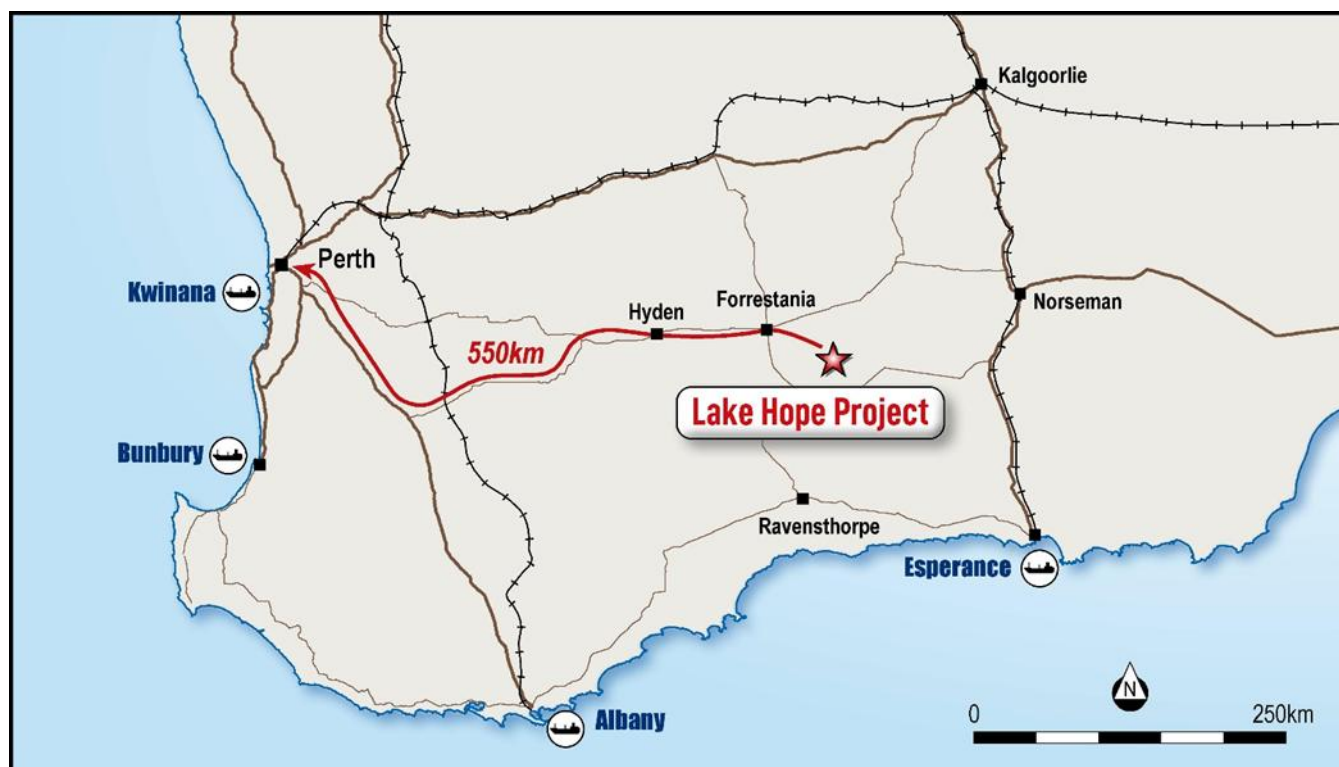 Kalgoorlie
Perth
Kwinana
Hyden
Forrestania
Norseman
550km
Lake Hope Project
Bunbury
Ravensthorpe
Esperance
N
Albany
0 250km